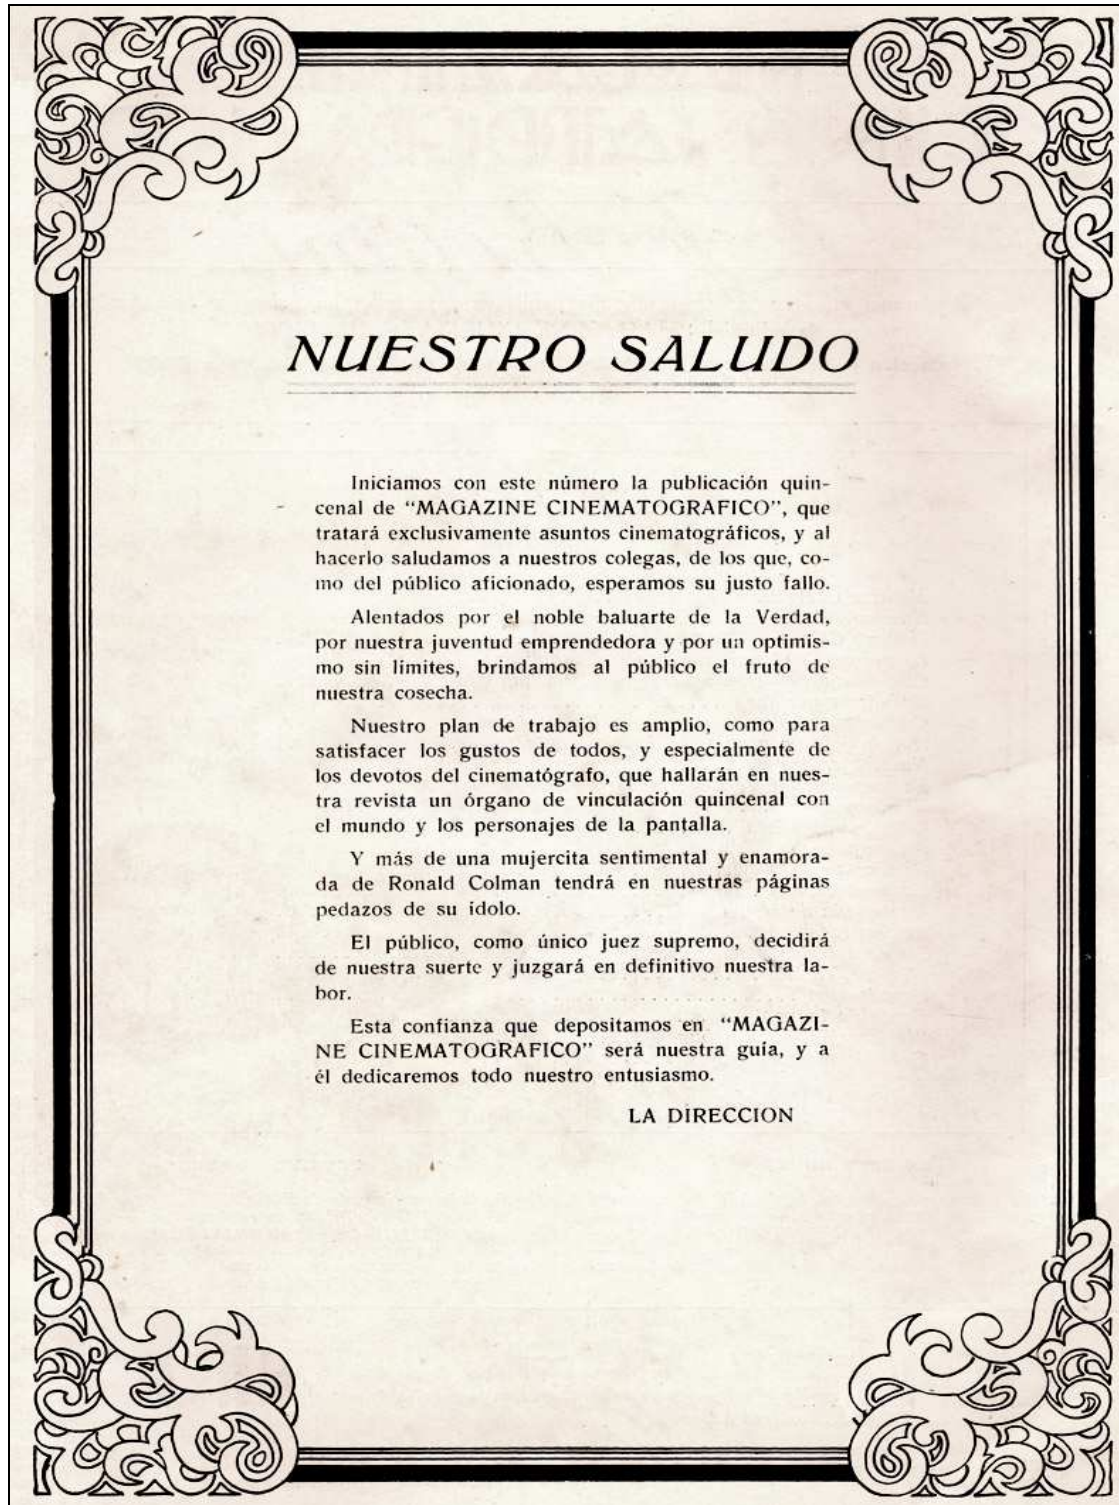 NUESTRO SALUDO
Iniciamos con este número la publicación quin-
cenal de “MAGAZINE CINEMATOGRAFICO”, que
tratará exclusivamente asuntos cinematográficos, y al
hacerlo saludamos a nuestros colegas, de los que, co-
mo del público aficionado, esperamos su justo fallo.
Alentados por el noble baluarte de la Verdad,
por nuestra juventud emprendedora y por un optimis-
mo sin límites, brindamos al público el fruto de
nuestra cosecha.
Nuestro plan de trabajo es amplio, como para
satisfacer los gustos de todos, y especialmente de
los devotos del cinematógrafo, que hallarán en nues-
tra revista un órgano de vinculación quincenal con
el mundo y los personajes de la pantalla.
Y más de una mujercita sentimental y enamora-
da de Ronald Colman tendrá en nuestras páginas
pedazos de su ídolo.
El público, como único juez supremo, decidirá
de nuestra suerte y juzgará en definitivo nuestra la-
bor.
Esta confianza que depositamos en “MAGAZI-
NE CINEMATOGRAFICO” será nuestra guía, y a
él dedicaremos todo nuestro entusiasmo.
LA DIRECCION